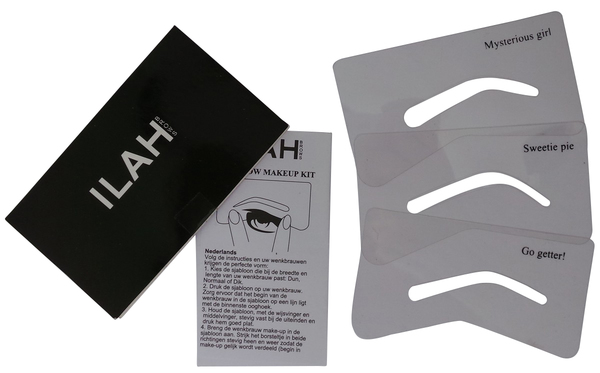 ILAH
LAH
OW MAKEUP KIT
Nederlands
Volg de instructies en uw wenkbrauwen
krijgen de perfecte vorm:
1. Kies de sjabloon die bij de breedte en
lengte van uw wenkbrauw past: Dun,
Normaal of Dik.
2. Druk de sjabloon op uw wenkbrauw.
Zorg ervoor dat het begin van de
wenkbrauw in de sjabloon op een lijn ligt
met de binnenste ooghoek.
3. Houd de sjabloon, met de wijsvinger en
middelvinger, stevig vast bij de uiteinden en
druk hem goed plat.
4. Breng de wenkbrauw make-up in de
sjabloon aan. Strijk het borsteltje in beide
richtingen stevig heen en weer zodat de
make-up gelijk wordt verdeeld (begin in
Mysterious girl
Sweetie pie
Go getter!